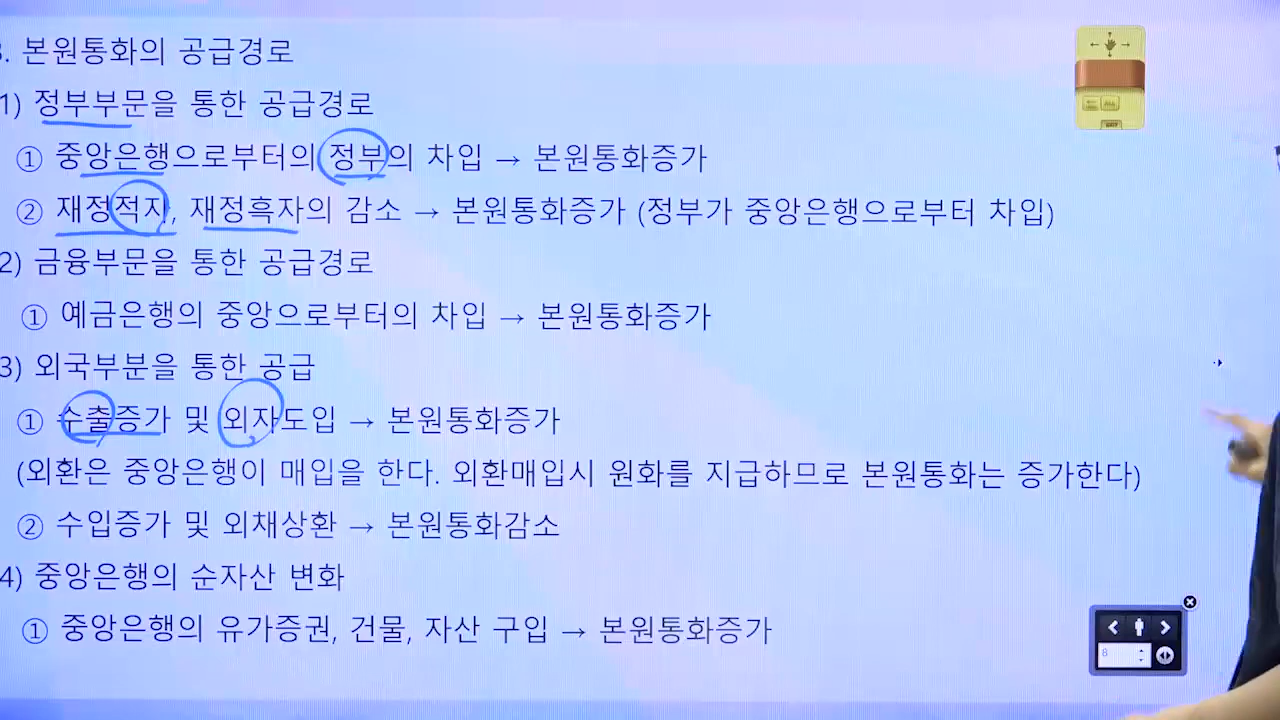 3. 본원통화의 공급경로
1) 정부부문을 통한 공급경로
① 중앙은행으로부터의 정부의 차입 → 본원통화증가
② 재정적자, 재정흑자의 감소 → 본원통화증가 (정부가 중앙은행으로부터 차입)
2) 금융부문을 통한 공급경로
① 예금은행의 중앙으로부터의 차입 → 본원통화증가
3) 외국부분을 통한 공급
① 수출증가 및 외자도입 → 본원통화증가
(외환은 중앙은행이 매입을 한다. 외환매입시 원화를 지급하므로 본원통화는 증가한다)
② 수입증가 및 외채상환 → 본원통화감소
4) 중앙은행의 순자산 변화
① 중앙은행의 유가증권, 건물, 자산 구입 → 본원통화증가
8